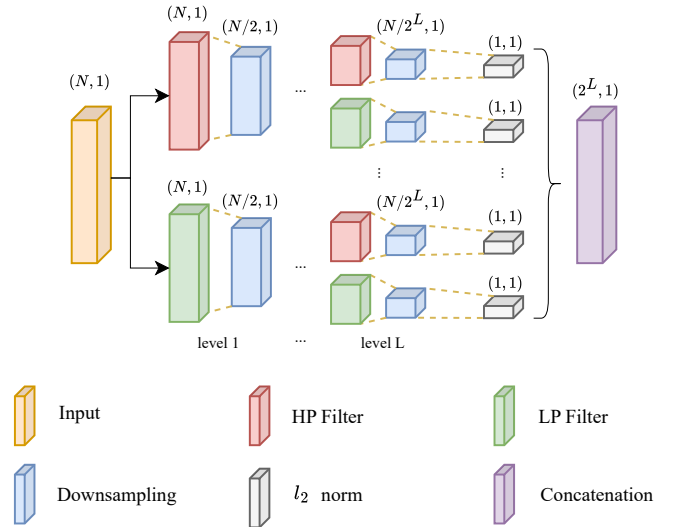 (N, 1)
(N/2, 1)
(N/2^L, 1)
(1, 1)
(N, 1)
(2^L, 1)
...
(1, 1)
⋮
⋮
(N, 1)
(N/2, 1)
(N/2^L, 1)
(1, 1)
...
(1, 1)
level 1
...
level L
Input
HP Filter
LP Filter
Downsampling
l_2 norm
Concatenation